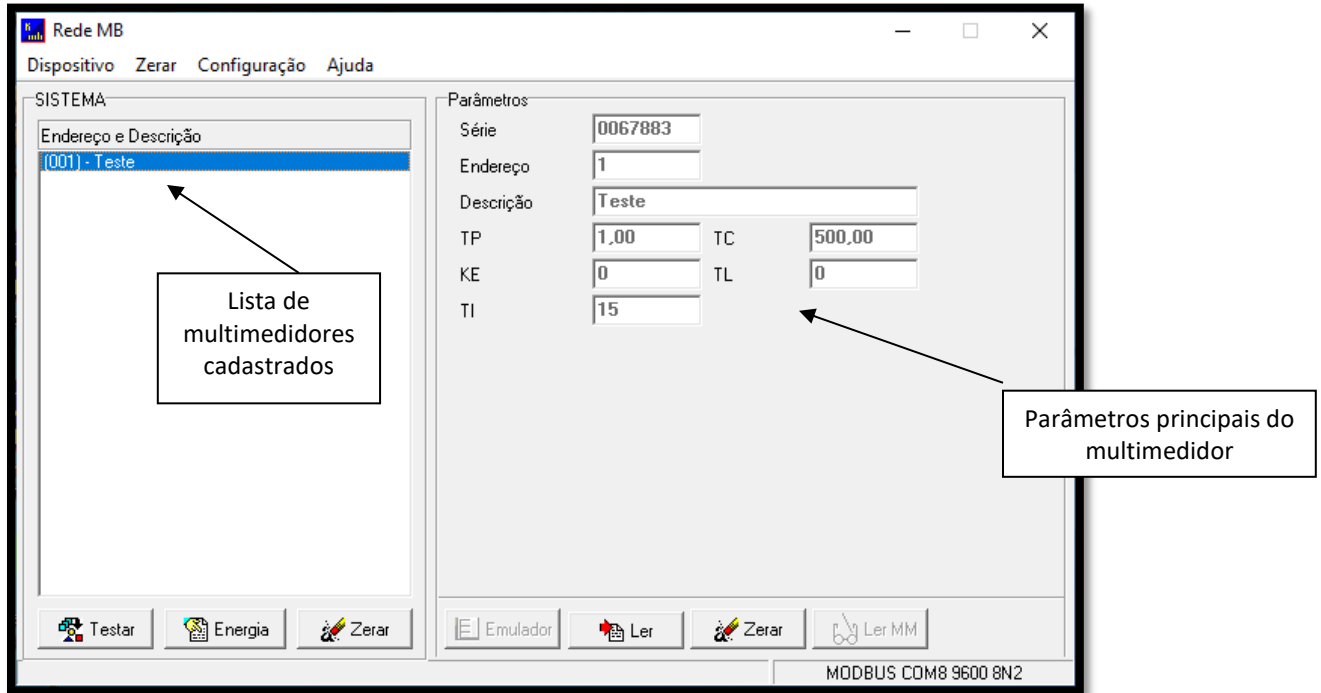 Rede MB
Dispositivo Zerar Configuração Ajuda
SISTEMA
Endereço e Descrição
(001) - Teste
Lista de
multimedidores
cadastrados
Testar Energia Zerar
Parâmetros
Série 0067883
Endereço 1
Descrição Teste
TP 1,00 TC 500,00
KE 0 TL 0
TI 15
Parâmetros principais do
multimedidor
Emulador Ler Zerar Ler MM
MODBUS COM8 9600 8N2